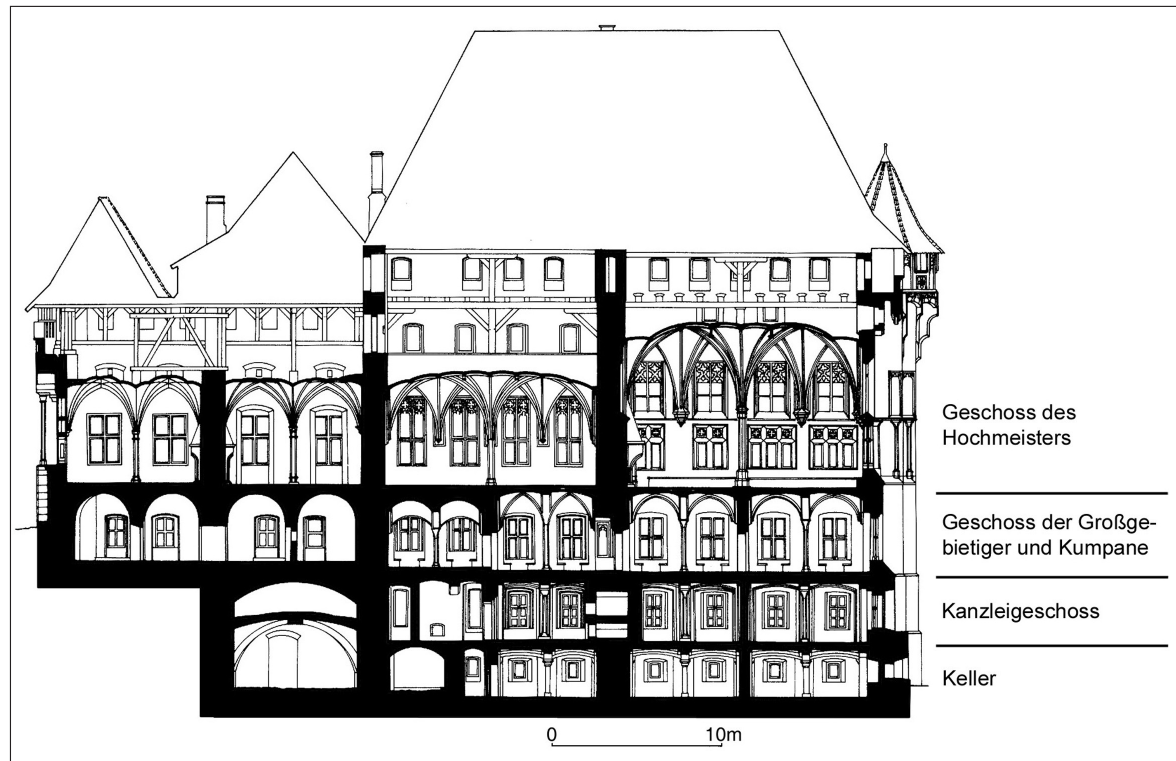 Geschoss des
Hochmeisters
Geschoss der Großge-
bietiger und Kumpane
Kanzleigeschoss
Keller
0 10m